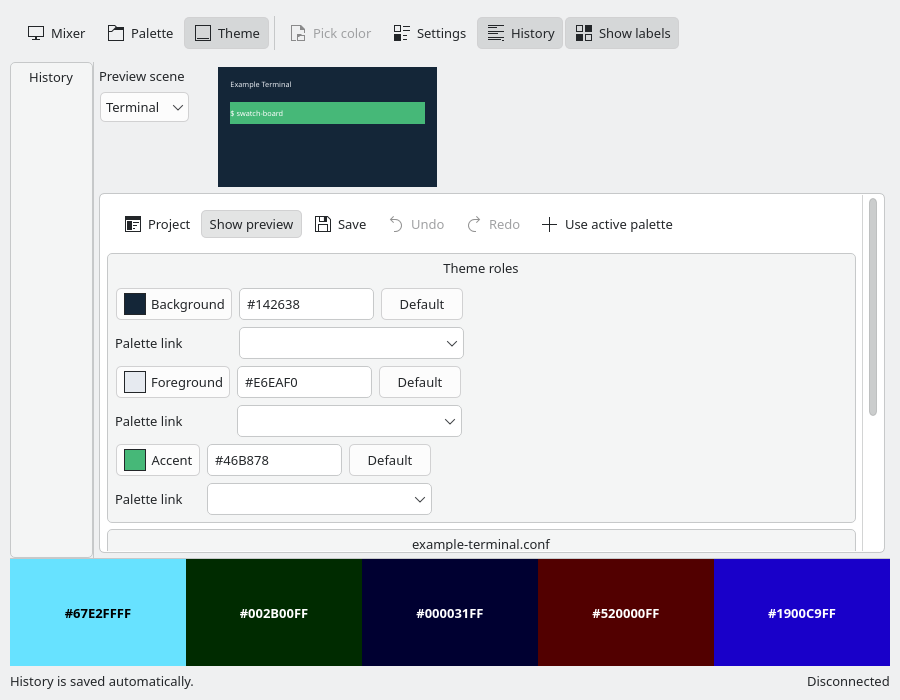 Mixer Palette Theme Pick color Settings History Show labels
History
Preview scene
Terminal
Example Terminal
$ swatch-board
Project Show preview Save Undo Redo Use active palette
Theme roles
Background #142638 Default
Palette link
Foreground #E6EAF0 Default
Palette link
Accent #46B878 Default
Palette link
example-terminal.conf
#67E2FFFF #002B00FF #000031FF #520000FF #1900C9FF
History is saved automatically. Disconnected